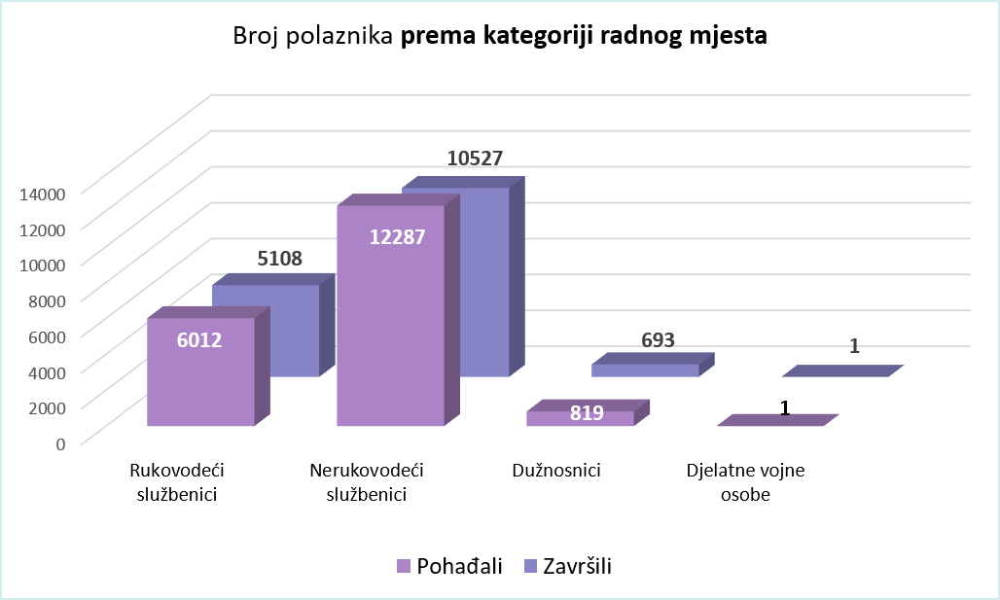 Broj polaznika prema kategoriji radnog mjesta
14000
12000
10000
8000
6000
4000
2000
0
6012
5108
12287
10527
819
693
1
1
Rukovodeći
službenici
Nerukovodeći
službenici
Dužnosnici
Djelatne vojne
osobe
Pohađali
Završili